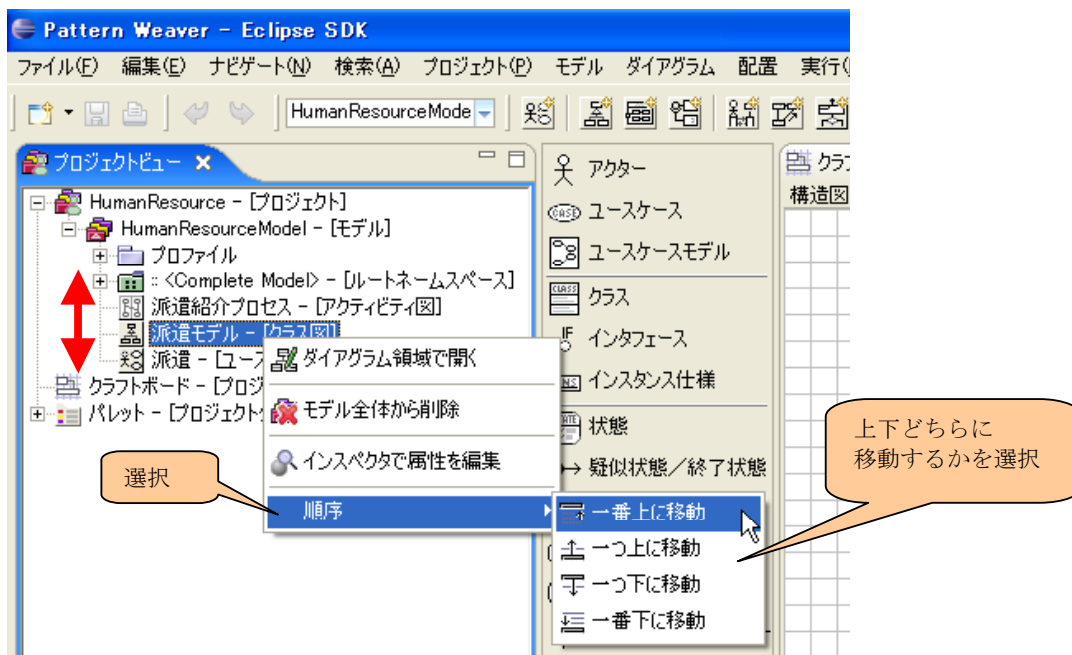 Pattern Weaver - Eclipse SDK
ファイル(F) 編集(E) ナビゲート(N) 検索(A) プロジェクト(P) モデル ダイアグラム 配置 実行(
HumanResourceMode
プロジェクトビュー
HumanResource - [プロジェクト]
HumanResourceModel - [モデル]
プロファイル
:: <Complete Model> - [ルートネームスペース]
派遣紹介プロセス - [アクティビティ図]
派遣モデル - [クラス図]
派遣 - [ユース
クラフトボード - [プロジ
パレット - [プロジェクト
ダイアグラム領域で開く
モデル全体から削除
インスペクタで属性を編集
順序
一番上に移動
一つ上に移動
一つ下に移動
一番下に移動
アクター
CASE ユースケース
ユースケースモデル
CLASS クラス
IF インタフェース
INS インスタンス仕様
状態
疑似状態／終了状態
クラフ
構造図
選択
上下どちらに
移動するかを選択